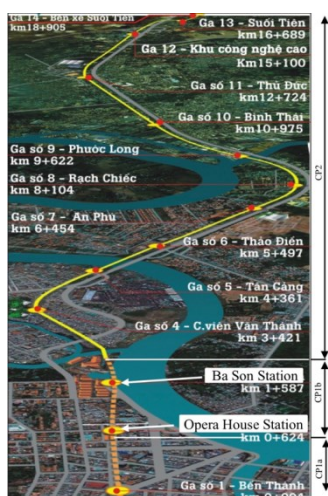 Ga 14 - Bến xe Suối Tiên
km18+905
Ga 13 - Suối Tiên
km16+689
Ga 12 - Khu công nghệ cao
Km15+100
Ga số 11 - Thủ Đức
km12+724
Ga số 10 - Bình Thái
km10+975
Ga số 9 - Phước Long
km 9+622
Ga số 8 - Rạch Chiếc
km 8+104
Ga số 7 - An Phú
km 6+454
Ga số 6 - Thảo Điền
km 5+497
Ga số 5 - Tân Cảng
km 4+361
Ga số 4 - C.viên Văn Thánh
km 3+421
Ba Son Station
km 1+587
Opera House Station
km 0+624
Ga số 1 - Bến Thành
CP2
CP1b
CP1a